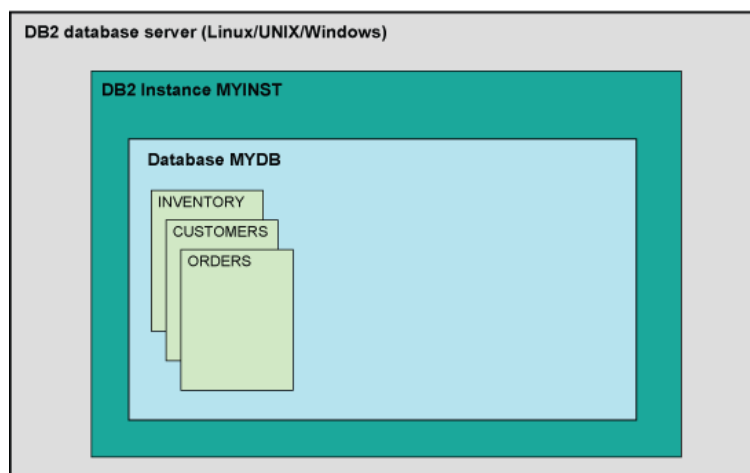 DB2 database server (Linux/UNIX/Windows)
DB2 Instance MYINST
Database MYDB
INVENTORY
CUSTOMERS
ORDERS